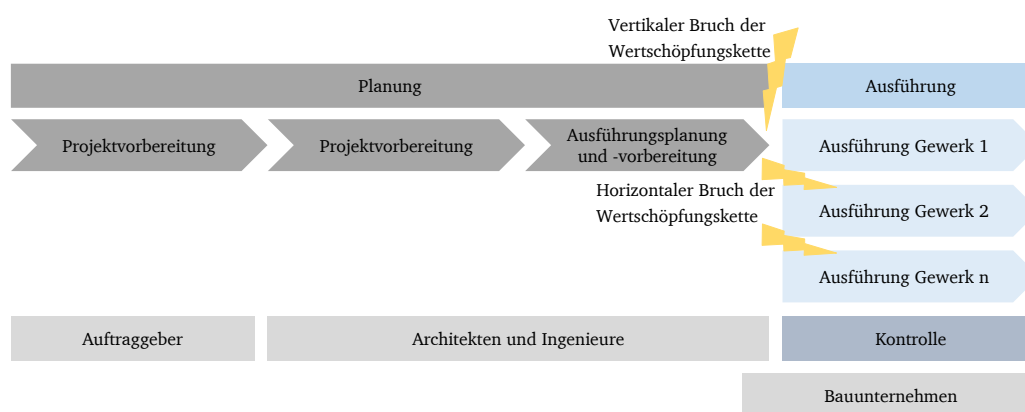 Vertikaler Bruch der
Wertschöpfungskette
Planung
Ausführung
Projektvorbereitung
Projektvorbereitung
Ausführungsplanung
und -vorbereitung
Ausführung Gewerk 1
Horizontaler Bruch der
Wertschöpfungskette
Ausführung Gewerk 2
Ausführung Gewerk n
Auftraggeber
Architekten und Ingenieure
Kontrolle
Bauunternehmen